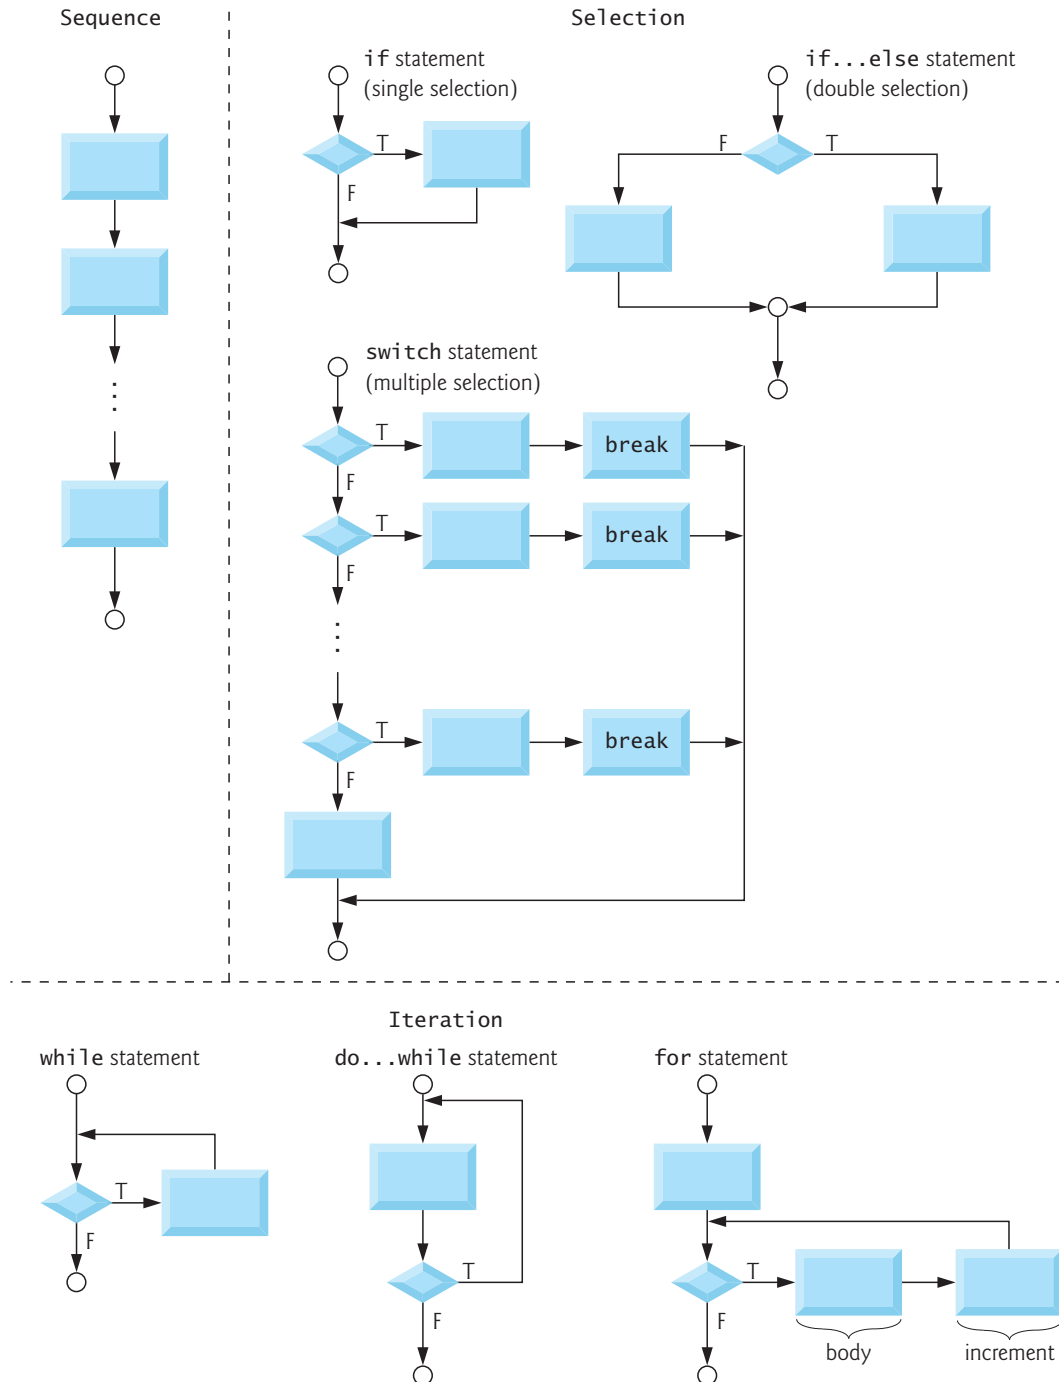 Sequence
Selection
if statement
(single selection)
T
F
if...else statement
(double selection)
F
T
switch statement
(multiple selection)
T
break
F
T
break
F
T
break
F
Iteration
while statement
T
F
do...while statement
T
F
for statement
T
F
body
increment